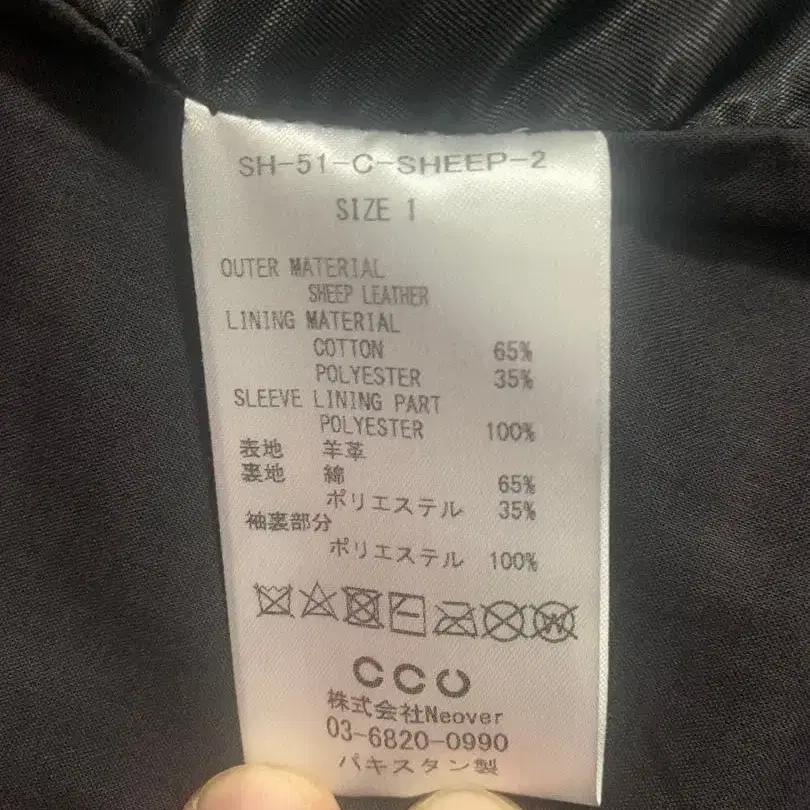 SH-51-C-SHEEP-2
SIZE 1
OUTER MATERIAL
SHEEP LEATHER
LINING MATERIAL
COTTON 65%
POLYESTER 35%
SLEEVE LINING PART
POLYESTER 100%
表地 羊革
裏地 綿 65%
ポリエステル 35%
袖裏部分
ポリエステル 100%
W
CCU
株式会社Neover
03-6820-0990
パキスタン製